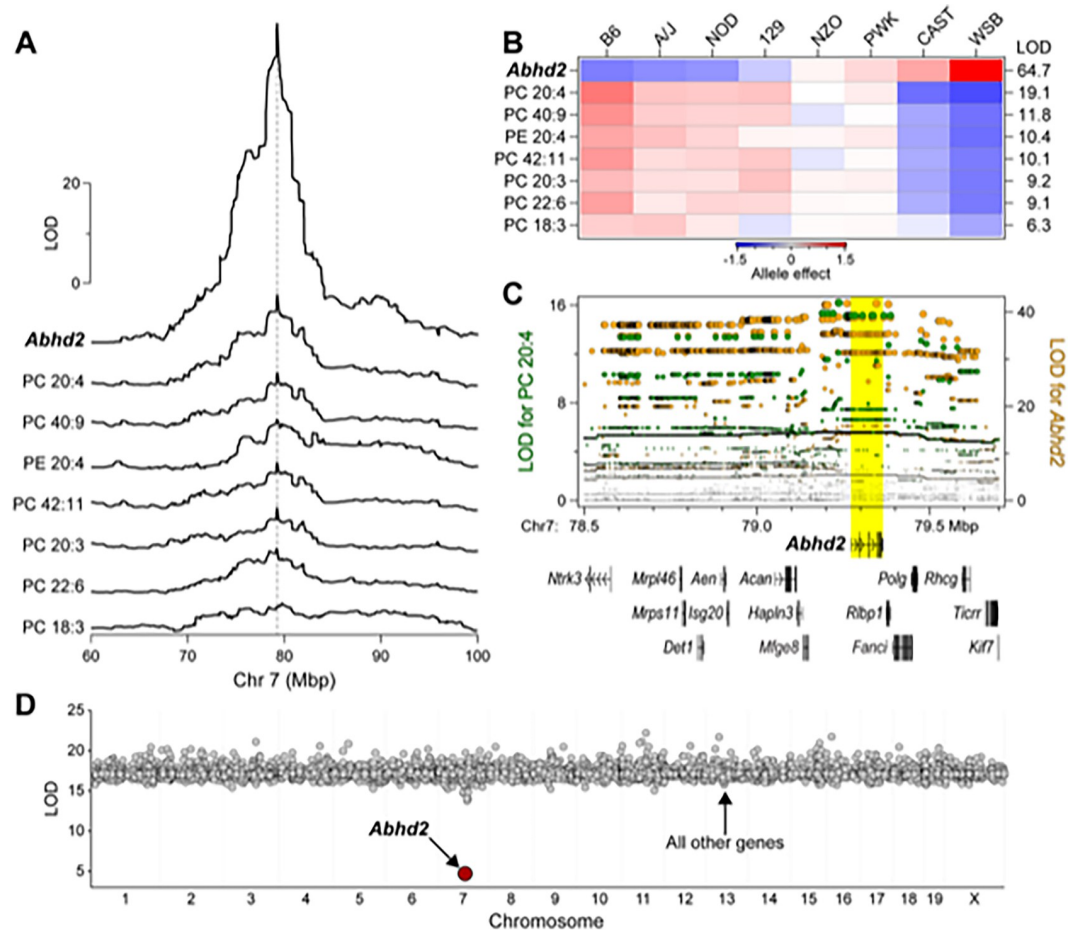 A
20
LOD
0
Abhd2
PC 20:4
PC 40:9
PE 20:4
PC 42:11
PC 20:3
PC 22:6
PC 18:3
60 70 80 90 100
Chr 7 (Mbp)
B
B6 A/J NOD 129 NZO PWK CAST WSB LOD
Abhd2 64.7
PC 20:4 19.1
PC 40:9 11.8
PE 20:4 10.4
PC 42:11 10.1
PC 20:3 9.2
PC 22:6 9.1
PC 18:3 6.3
-1.5 0 1.5
Allele effect
C
LOD for PC 20:4
16
8
0
LOD for Abhd2
40
20
0
Chr7: 78.5 79.0 79.5 Mbp
Abhd2
Ntrk3 Mrpl46 Aen Acan Polg Rhcg
Mrps11 Isg20 Hapln3 Rlbp1 Ticrr
Det1 Mfge8 Fanci Kif7
D
25
20
15
10
5
LOD
Abhd2
All other genes
1 2 3 4 5 6 7 8 9 10 11 12 13 14 15 16 17 18 19 X
Chromosome